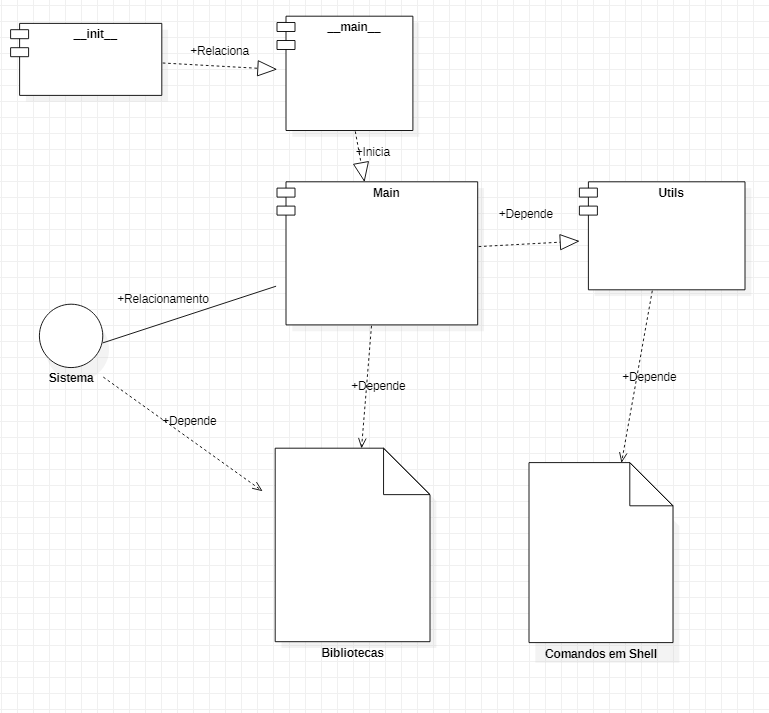 __init__
+Relaciona
__main__
+Inicia
Main
+Depende
Utils
+Relacionamento
Sistema
+Depende
+Depende
+Depende
Bibliotecas
Comandos em Shell